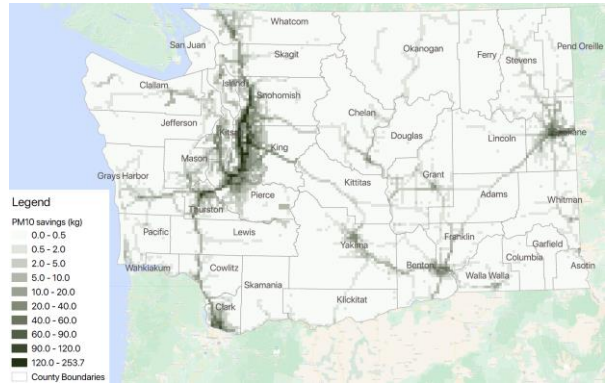 Whatcom
San Juan
Skagit
Okanogan
Ferry
Stevens
Pend Oreille
Island
Clallam
Snohomish
Chelan
Jefferson
Douglas
Lincoln
Mason
King
Grays Harbor
Grant
Kittitas
Pierce
Adams
Thurston
Whitman
Pacific
Lewis
Yakima
Franklin
Garfield
Wahkiakum
Cowlitz
Benton
Columbia
Asotin
Skamania
Walla Walla
Klickitat
Clark
Legend
PM10 savings (kg)
0.0 - 0.5
0.5 - 2.0
2.0 - 5.0
5.0 - 10.0
10.0 - 20.0
20.0 - 40.0
40.0 - 60.0
60.0 - 90.0
90.0 - 120.0
120.0 - 253.7
County Boundaries